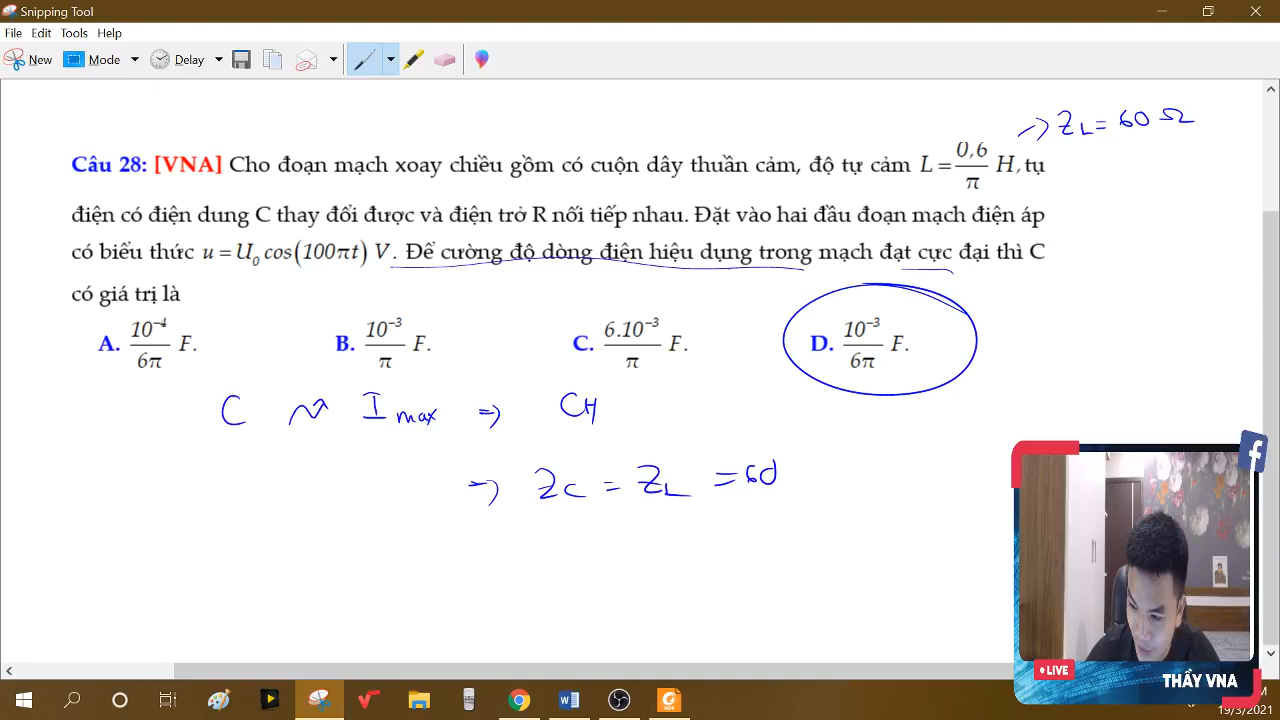 Snipping Tool
File Edit Tools Help
New Mode Delay
⇒ Z_L = 60 Ω
Câu 28: [VNA] Cho đoạn mạch xoay chiều gồm có cuộn dây thuần cảm, độ tự cảm L = 0,6/π H, tụ
điện có điện dung C thay đổi được và điện trở R nối tiếp nhau. Đặt vào hai đầu đoạn mạch điện áp
có biểu thức u = U₀cos(100πt) V. Để cường độ dòng điện hiệu dụng trong mạch đạt cực đại thì C
có giá trị là
A. 10⁻⁴/6π F. B. 10⁻³/π F. C. 6.10⁻³/π F. D. 10⁻³/6π F.
C I max ⇒ CH
⇒ Z_C = Z_L = 60
LIVE
THẦY VNA
19/3/2021